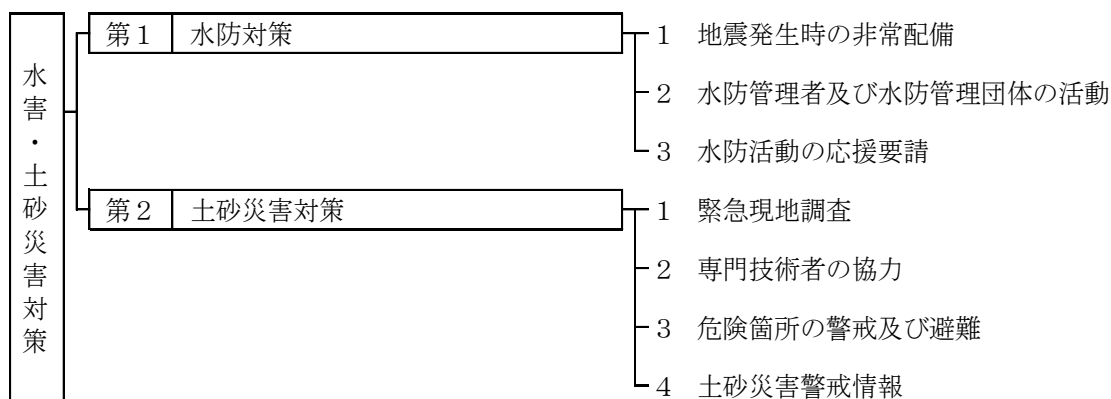 水害・土砂災害対策
第1 水防対策
1 地震発生時の非常配備
2 水防管理者及び水防管理団体の活動
3 水防活動の応援要請
第2 土砂災害対策
1 緊急現地調査
2 専門技術者の協力
3 危険箇所の警戒及び避難
4 土砂災害警戒情報